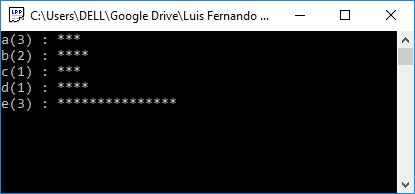 C:\Users\DELL\Google Drive\Luis Fernando ...
a(3) : ***
b(2) : ****
c(1) : ***
d(1) : ****
e(3) : ***************